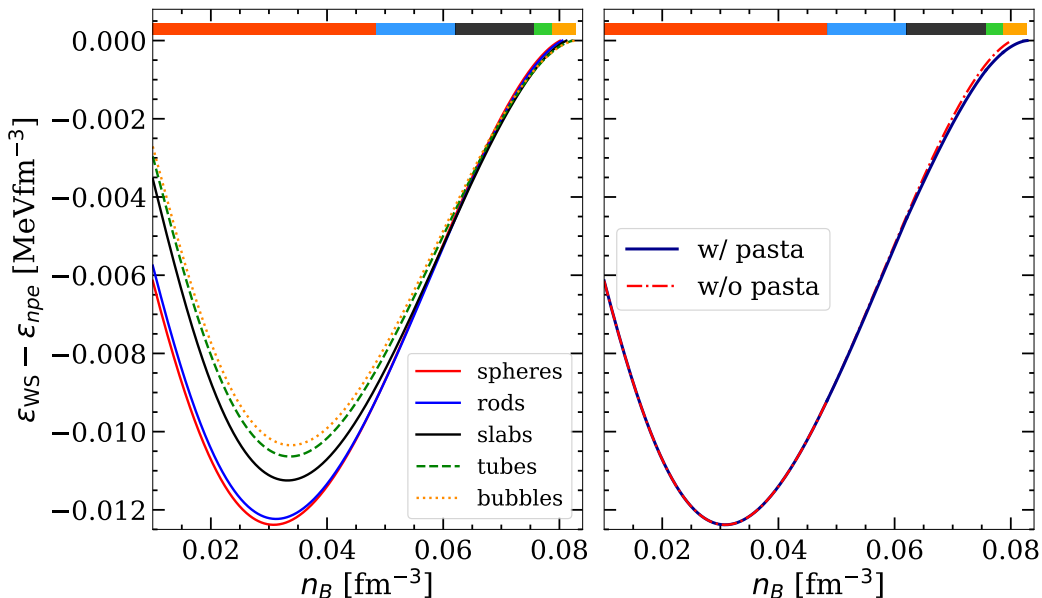 0.000
−0.002
−0.004
−0.006
−0.008
−0.010
−0.012
ε_WS − ε_npe [MeVfm⁻³]
spheres
rods
slabs
tubes
bubbles
0.02
0.04
0.06
0.08
n_B [fm⁻³]
w/ pasta
w/o pasta
0.02
0.04
0.06
0.08
n_B [fm⁻³]